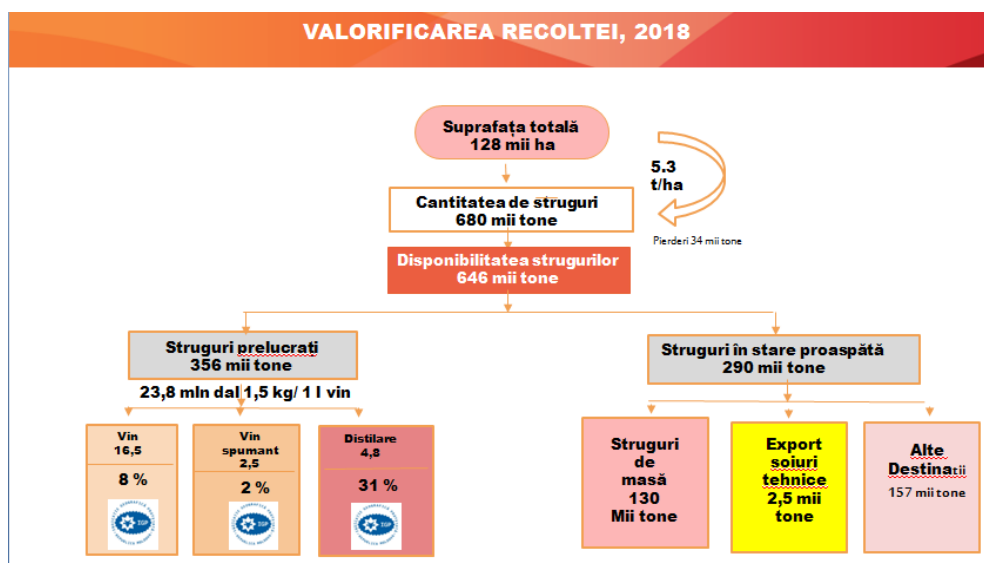 VALORIFICAREA RECOLTEI, 2018
Suprafața totală
128 mii ha
5.3
t/ha
Cantitatea de struguri
680 mii tone
Pierderi 34 mii tone
Disponibilitatea strugurilor
646 mii tone
Struguri prelucrați
356 mii tone
Struguri în stare proaspătă
290 mii tone
23,8 mln dal 1,5 kg/ 1 l vin
Vin
16,5
8 %
IGP
Vin
spumant
2,5
2 %
IGP
Distilare
4,8
31 %
IGP
Struguri
de
masă
130
Mii tone
Export
soiuri
tehnice
2,5 mii
tone
Alte
Destinații
157 mii tone